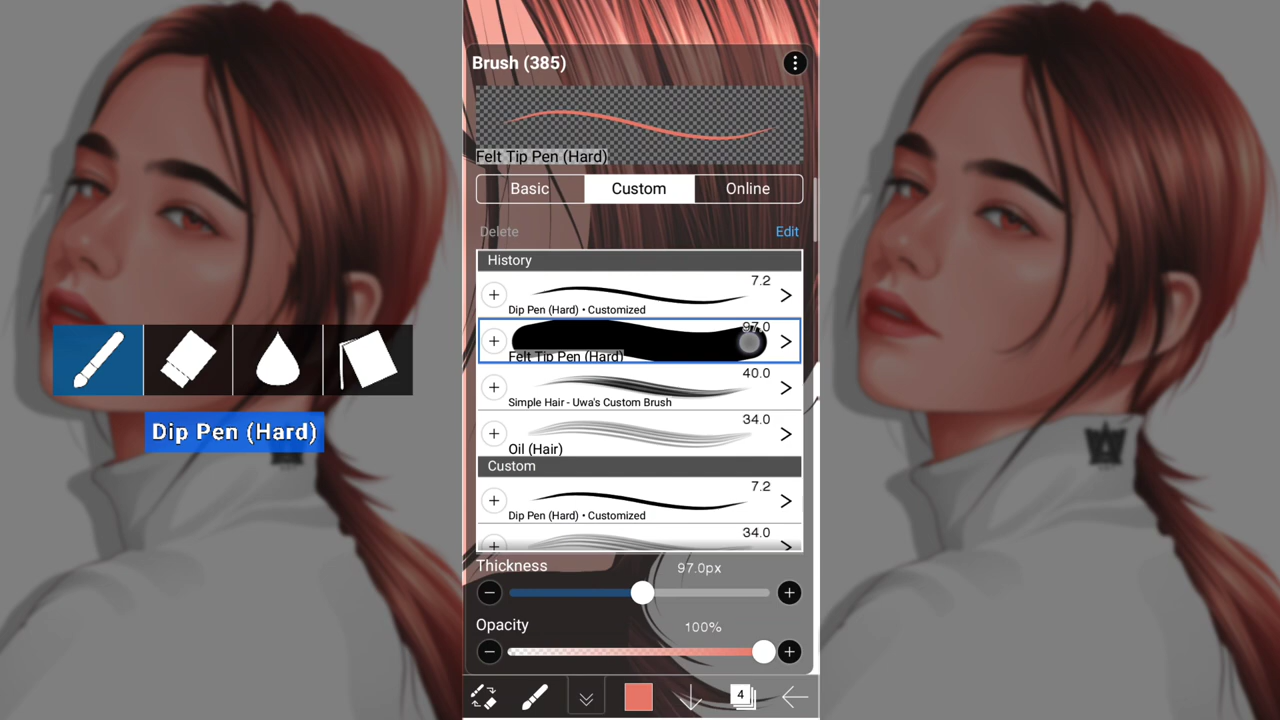 Brush (385)
Felt Tip Pen (Hard)
Basic
Custom
Online
Delete
Edit
History
7.2
Dip Pen (Hard) • Customized
97.0
Felt Tip Pen (Hard)
40.0
Simple Hair - Uwa's Custom Brush
34.0
Oil (Hair)
Custom
7.2
Dip Pen (Hard) • Customized
34.0
Thickness
97.0px
Opacity
100%
4
Dip Pen (Hard)